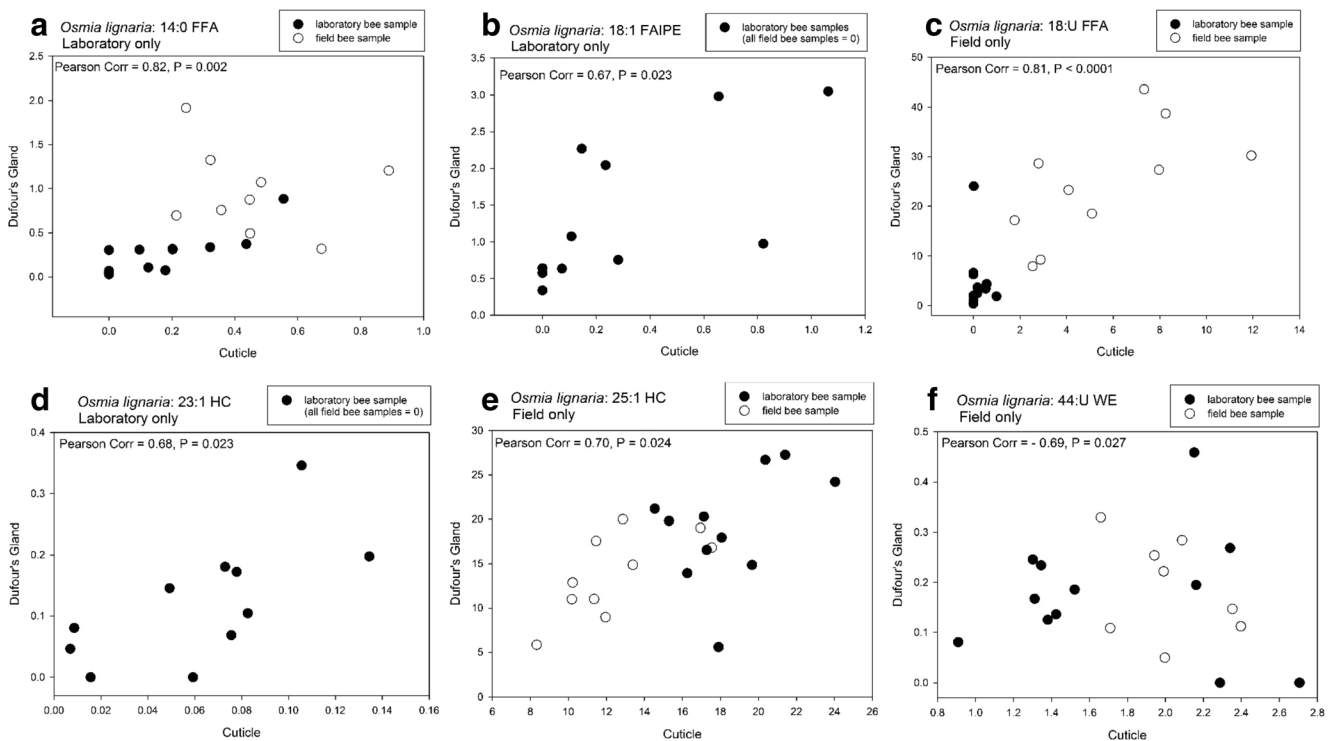 a
Osmia lignaria: 14:0 FFA
Laboratory only
laboratory bee sample
field bee sample
Pearson Corr = 0.82, P = 0.002
Dufour's Gland
2.5
2.0
1.5
1.0
0.5
0.0
0.0 0.2 0.4 0.6 0.8 1.0
Cuticle
b
Osmia lignaria: 18:1 FAIPE
Laboratory only
laboratory bee samples
(all field bee samples = 0)
Pearson Corr = 0.67, P = 0.023
Dufour's Gland
3.5
3.0
2.5
2.0
1.5
1.0
0.5
0.0
0.0 0.2 0.4 0.6 0.8 1.0 1.2
Cuticle
c
Osmia lignaria: 18:U FFA
Field only
laboratory bee sample
field bee sample
Pearson Corr = 0.81, P < 0.0001
Dufour's Gland
50
40
30
20
10
0
0 2 4 6 8 10 12 14
Cuticle
d
Osmia lignaria: 23:1 HC
Laboratory only
laboratory bee sample
(all field bee samples = 0)
Pearson Corr = 0.68, P = 0.023
Dufour's Gland
0.4
0.3
0.2
0.1
0.0
0.00 0.02 0.04 0.06 0.08 0.10 0.12 0.14 0.16
Cuticle
e
Osmia lignaria: 25:1 HC
Field only
laboratory bee sample
field bee sample
Pearson Corr = 0.70, P = 0.024
Dufour's Gland
30
25
20
15
10
5
0
6 8 10 12 14 16 18 20 22 24 26
Cuticle
f
Osmia lignaria: 44:U WE
Field only
laboratory bee sample
field bee sample
Pearson Corr = - 0.69, P = 0.027
Dufour's Gland
0.5
0.4
0.3
0.2
0.1
0.0
0.8 1.0 1.2 1.4 1.6 1.8 2.0 2.2 2.4 2.6 2.8
Cuticle